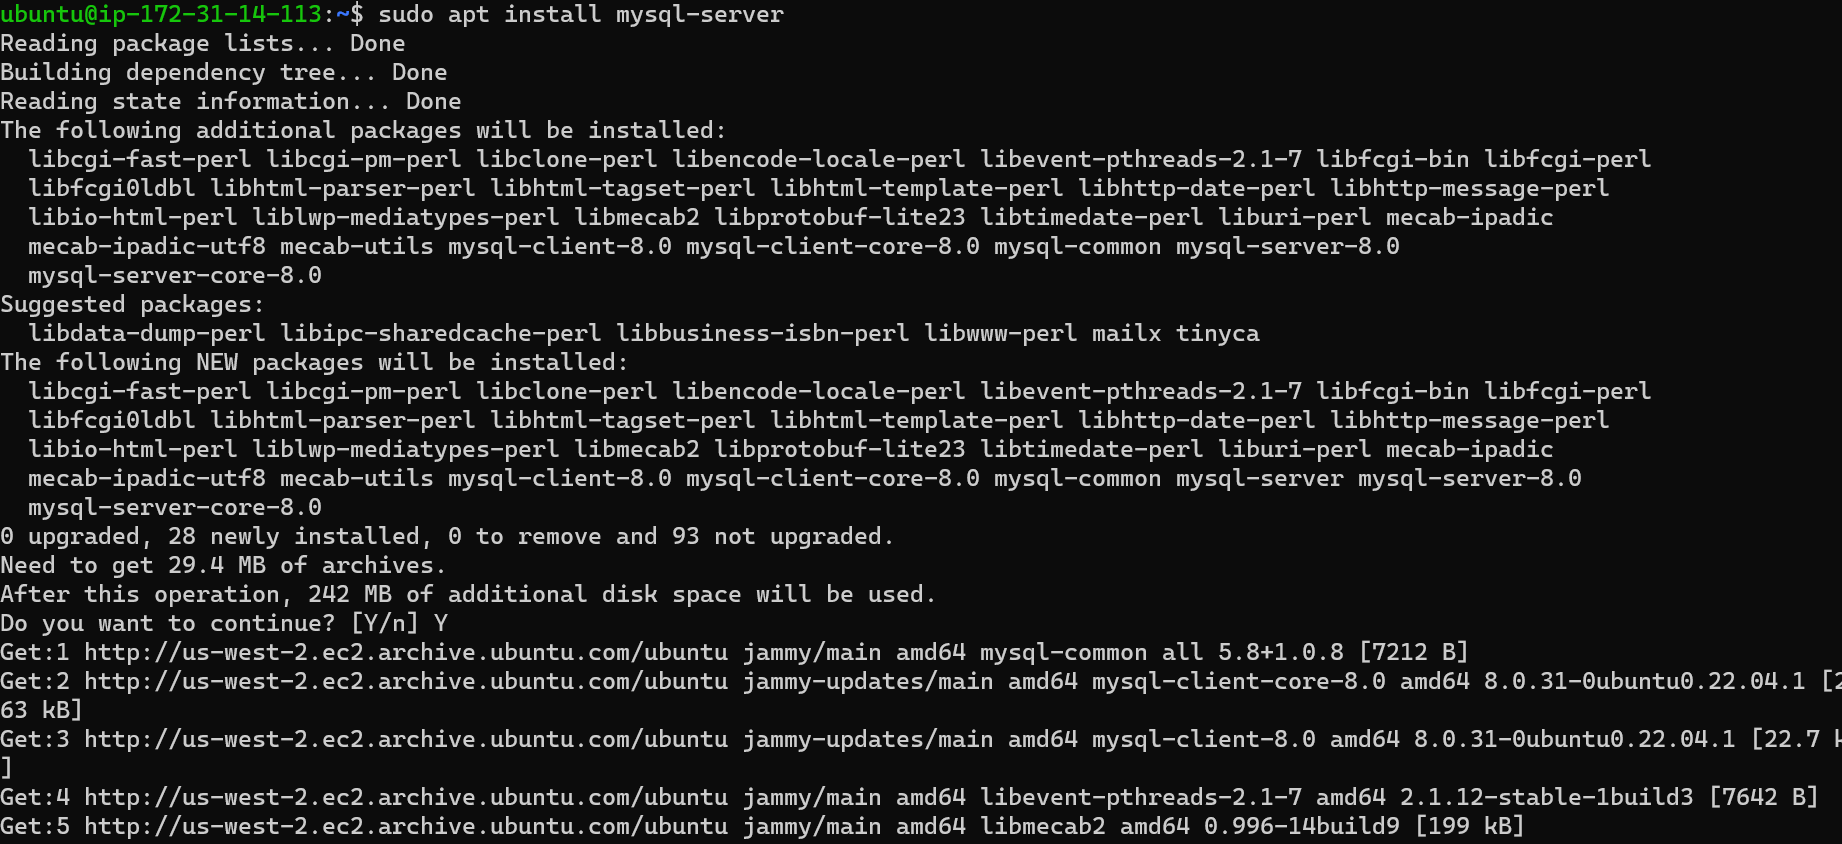 ubuntu@ip-172-31-14-113:~$ sudo apt install mysql-server
Reading package lists... Done
Building dependency tree... Done
Reading state information... Done
The following additional packages will be installed:
  libcgi-fast-perl libcgi-pm-perl libclone-perl libencode-locale-perl libevent-pthreads-2.1-7 libfcgi-bin libfcgi-perl
  libfcgi0ldbl libhtml-parser-perl libhtml-tagset-perl libhtml-template-perl libhttp-date-perl libhttp-message-perl
  libio-html-perl liblwp-mediatypes-perl libmecab2 libprotobuf-lite23 libtimedate-perl liburi-perl mecab-ipadic
  mecab-ipadic-utf8 mecab-utils mysql-client-8.0 mysql-client-core-8.0 mysql-common mysql-server-8.0
  mysql-server-core-8.0
Suggested packages:
  libdata-dump-perl libipc-sharedcache-perl libbusiness-isbn-perl libwww-perl mailx tinyca
The following NEW packages will be installed:
  libcgi-fast-perl libcgi-pm-perl libclone-perl libencode-locale-perl libevent-pthreads-2.1-7 libfcgi-bin libfcgi-perl
  libfcgi0ldbl libhtml-parser-perl libhtml-tagset-perl libhtml-template-perl libhttp-date-perl libhttp-message-perl
  libio-html-perl liblwp-mediatypes-perl libmecab2 libprotobuf-lite23 libtimedate-perl liburi-perl mecab-ipadic
  mecab-ipadic-utf8 mecab-utils mysql-client-8.0 mysql-client-core-8.0 mysql-common mysql-server mysql-server-8.0
  mysql-server-core-8.0
0 upgraded, 28 newly installed, 0 to remove and 93 not upgraded.
Need to get 29.4 MB of archives.
After this operation, 242 MB of additional disk space will be used.
Do you want to continue? [Y/n] Y
Get:1 http://us-west-2.ec2.archive.ubuntu.com/ubuntu jammy/main amd64 mysql-common all 5.8+1.0.8 [7212 B]
Get:2 http://us-west-2.ec2.archive.ubuntu.com/ubuntu jammy-updates/main amd64 mysql-client-core-8.0 amd64 8.0.31-0ubuntu0.22.04.1 [2
63 kB]
Get:3 http://us-west-2.ec2.archive.ubuntu.com/ubuntu jammy-updates/main amd64 mysql-client-8.0 amd64 8.0.31-0ubuntu0.22.04.1 [22.7 k
]
Get:4 http://us-west-2.ec2.archive.ubuntu.com/ubuntu jammy/main amd64 libevent-pthreads-2.1-7 amd64 2.1.12-stable-1build3 [7642 B]
Get:5 http://us-west-2.ec2.archive.ubuntu.com/ubuntu jammy/main amd64 libmecab2 amd64 0.996-14build9 [199 kB]